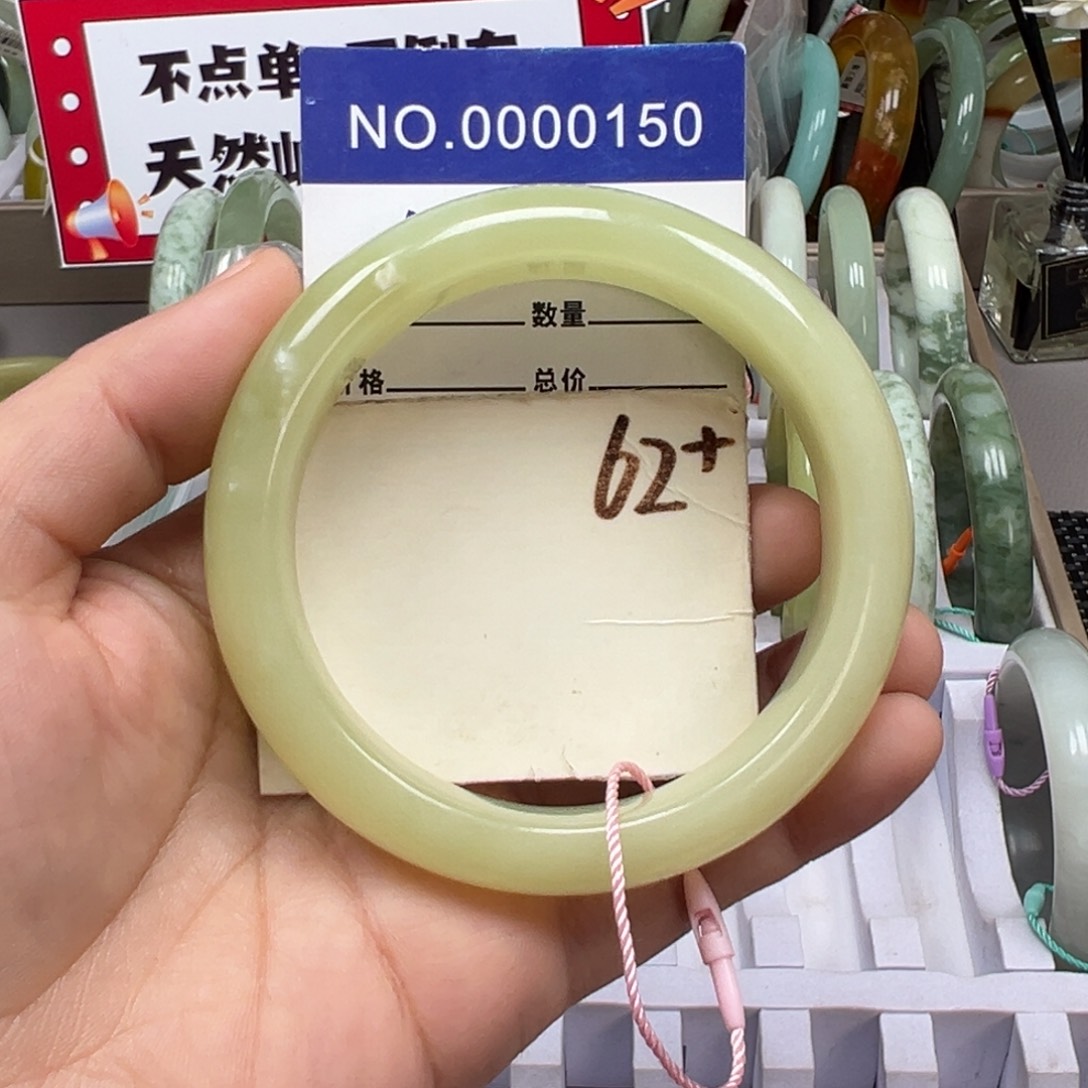 不点单
天然
NO.0000150
数量
格 总价
62+